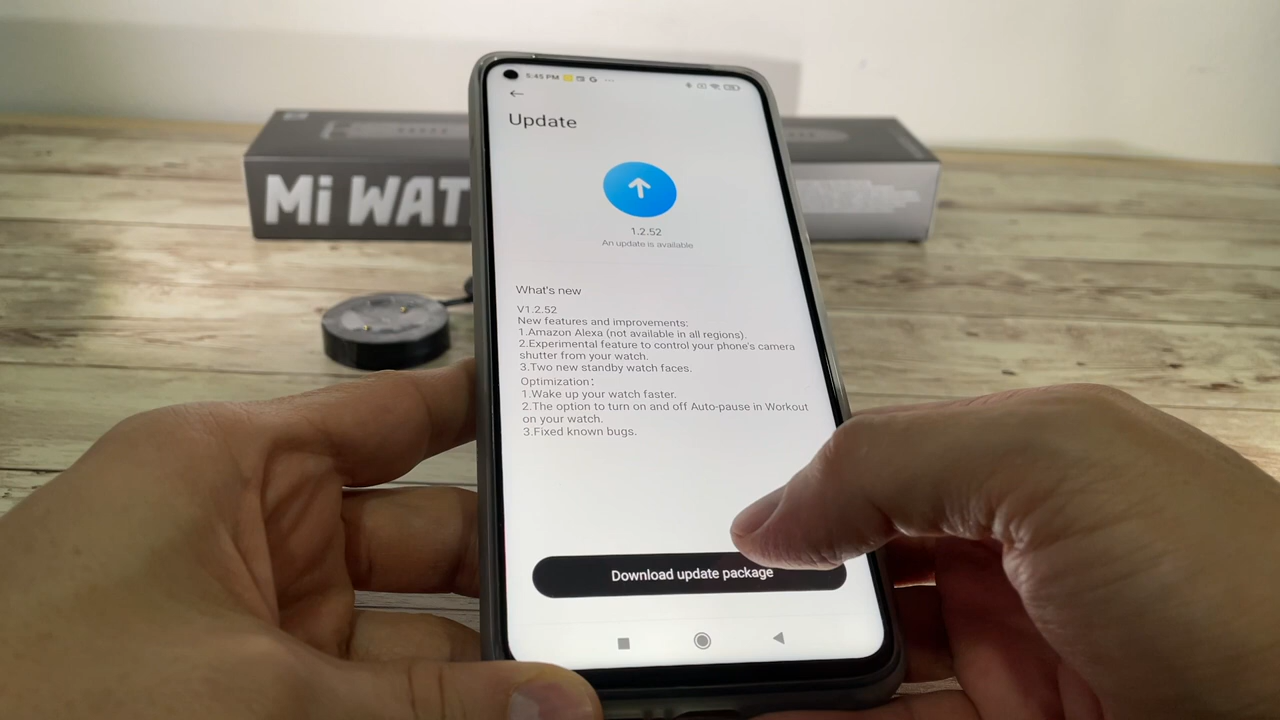 5:45 PM
Update
Mi WAT
1.2.52
An update is available
What's new
V1.2.52
New features and improvements:
1.Amazon Alexa (not available in all regions).
2.Experimental feature to control your phone's camera
shutter from your watch.
3.Two new standby watch faces.
Optimization:
1.Wake up your watch faster.
2.The option to turn on and off Auto-pause in Workout
on your watch.
3.Fixed known bugs.
Download update package